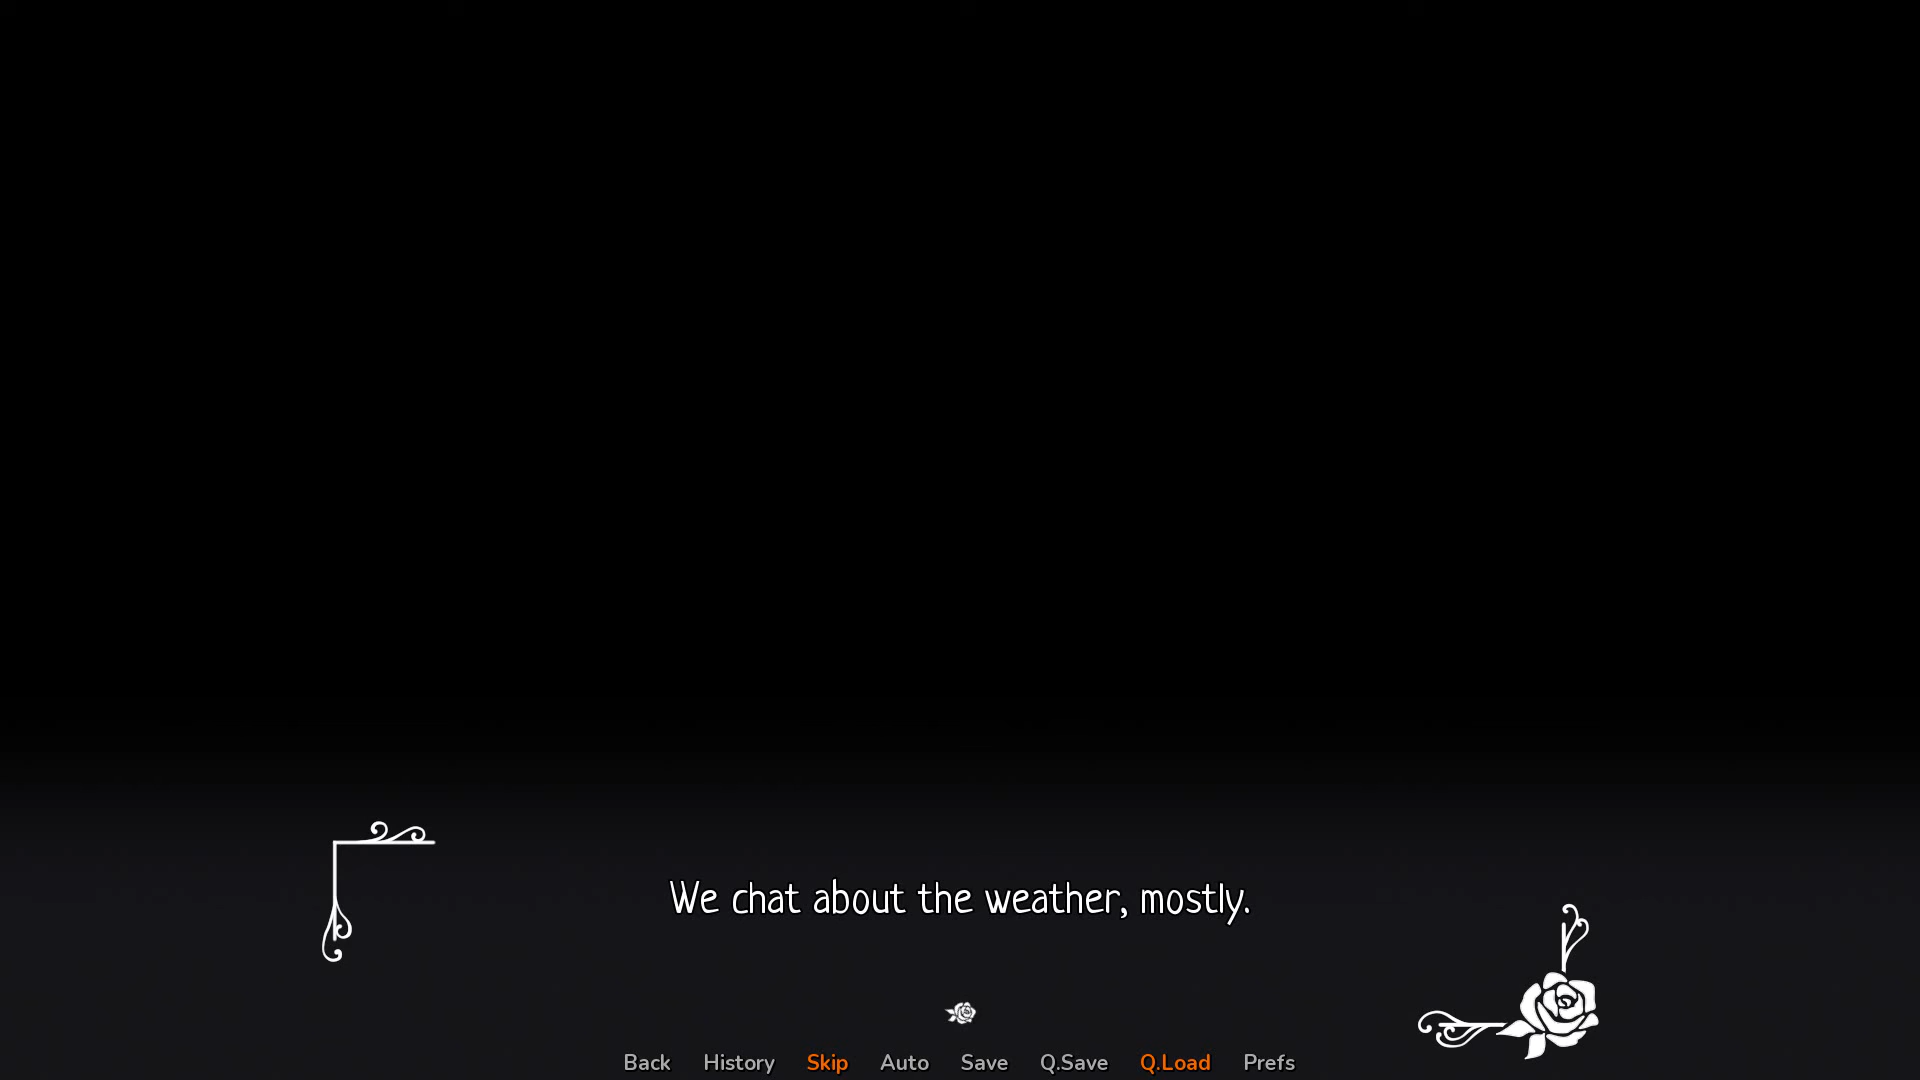 We chat about the weather, mostly.
Back History Skip Auto Save Q.Save Q.Load Prefs